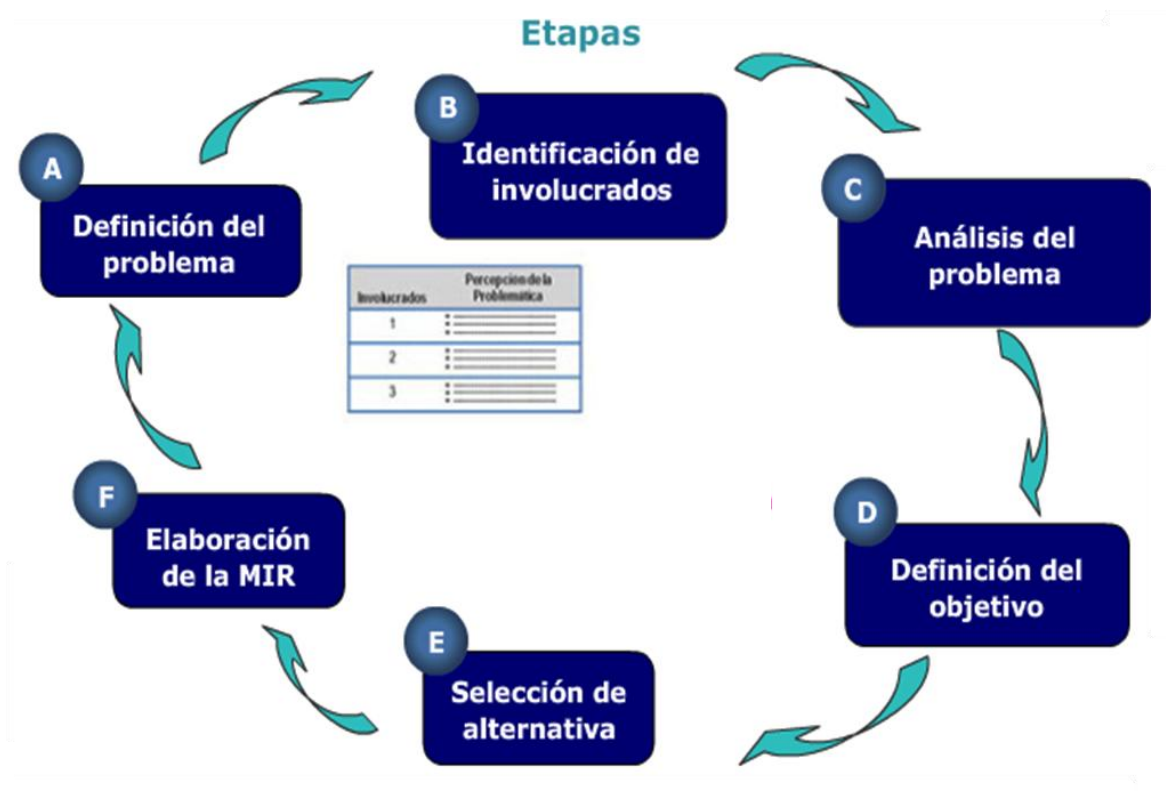 Etapas
A
Definición del
problema
B
Identificación de
involucrados
C
Análisis del
problema
Involucrados
Percepción de la
Problemática
1
2
3
D
Definición del
objetivo
E
Selección de
alternativa
F
Elaboración
de la MIR